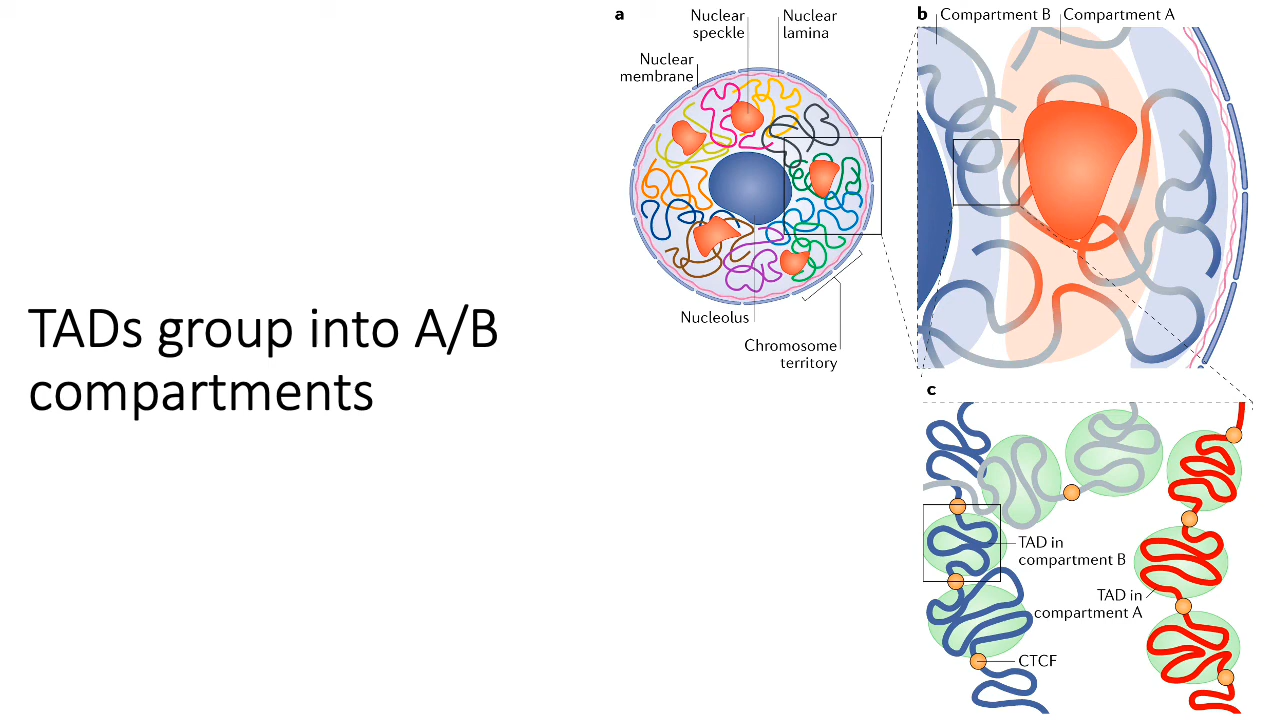 TADs group into A/B
compartments
a
Nuclear
speckle
Nuclear
lamina
Nuclear
membrane
Nucleolus
Chromosome
territory
b
Compartment B
Compartment A
c
TAD in
compartment B
TAD in
compartment A
CTCF